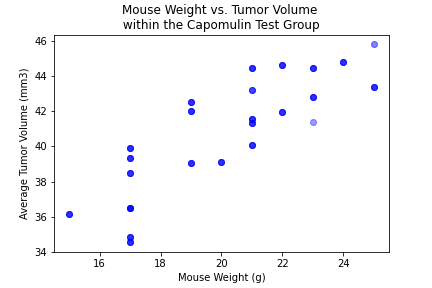 Mouse Weight vs. Tumor Volume
within the Capomulin Test Group
46
44
42
40
38
36
34
Average Tumor Volume (mm3)
16 18 20 22 24
Mouse Weight (g)